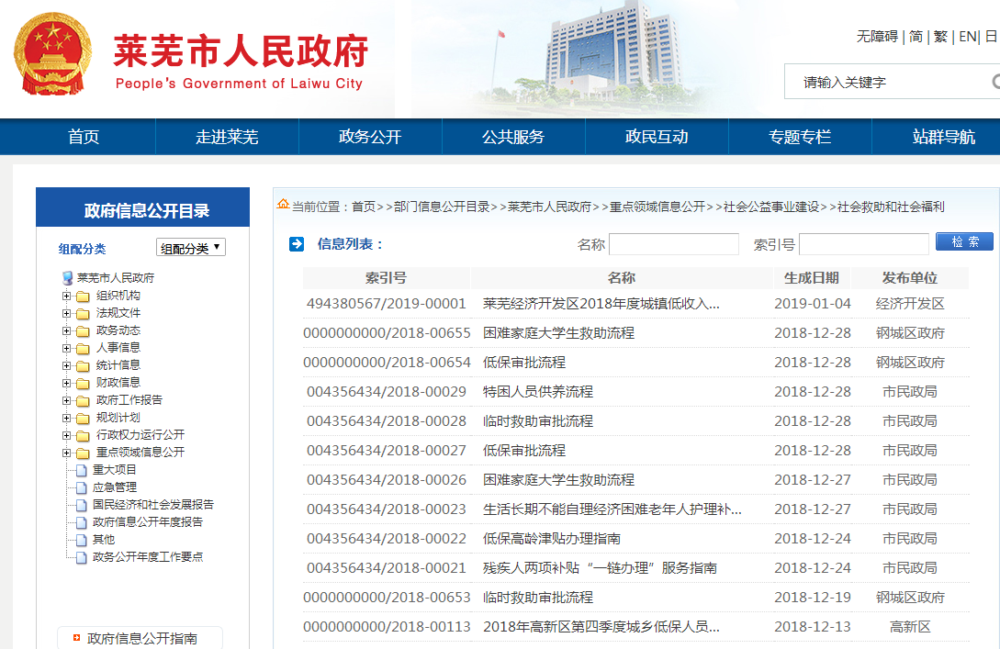 莱芜市人民政府
People's Government of Laiwu City
无障碍 | 简 | 繁 | EN| 日
请输入关键字
首页 走进莱芜 政务公开 公共服务 政民互动 专题专栏 站群导航
政府信息公开目录
组配分类 组配分类
莱芜市人民政府
组织机构
法规文件
政务动态
人事信息
统计信息
财政信息
政府工作报告
规划计划
行政权力运行公开
重点领域信息公开
重大项目
应急管理
国民经济和社会发展报告
政府信息公开年度报告
其他
政务公开年度工作要点
政府信息公开指南
当前位置：首页>>部门信息公开目录>>莱芜市人民政府>>重点领域信息公开>>社会公益事业建设>>社会救助和社会福利
信息列表： 名称 索引号 检 索
索引号 名称 生成日期 发布单位
494380567/2019-00001 莱芜经济开发区2018年度城镇低收入... 2019-01-04 经济开发区
0000000000/2018-00655 困难家庭大学生救助流程 2018-12-28 钢城区政府
0000000000/2018-00654 低保审批流程 2018-12-28 钢城区政府
004356434/2018-00029 特困人员供养流程 2018-12-28 市民政局
004356434/2018-00028 临时救助审批流程 2018-12-28 市民政局
004356434/2018-00027 低保审批流程 2018-12-28 市民政局
004356434/2018-00026 困难家庭大学生救助流程 2018-12-27 市民政局
004356434/2018-00023 生活长期不能自理经济困难老年人护理补... 2018-12-27 市民政局
004356434/2018-00022 低保高龄津贴办理指南 2018-12-24 市民政局
004356434/2018-00021 残疾人两项补贴“一链办理”服务指南 2018-12-24 市民政局
0000000000/2018-00653 临时救助审批流程 2018-12-19 钢城区政府
0000000000/2018-00113 2018年高新区第四季度城乡低保人员... 2018-12-13 高新区